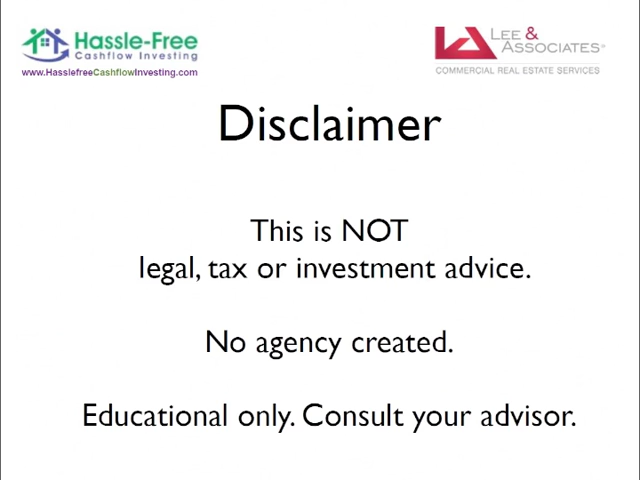 Hassle-Free
Cashflow Investing
www.HasslefreeCashflowInvesting.com
LA LEE &
ASSOCIATES®
COMMERCIAL REAL ESTATE SERVICES
Disclaimer
This is NOT
legal, tax or investment advice.
No agency created.
Educational only. Consult your advisor.